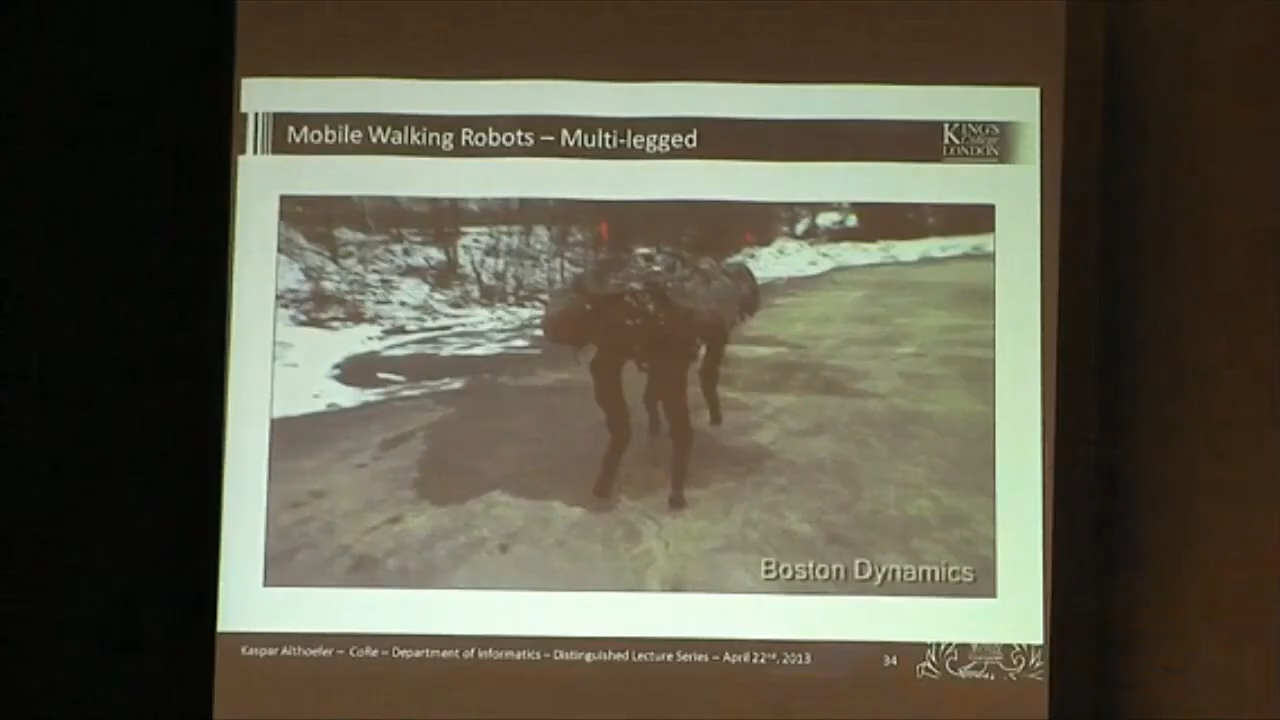 Mobile Walking Robots – Multi-legged
KING'S
College
LONDON
Boston Dynamics
Kaspar Althoefer – CoRe – Department of Informatics – Distinguished Lecture Series – April 22nd, 2013
34